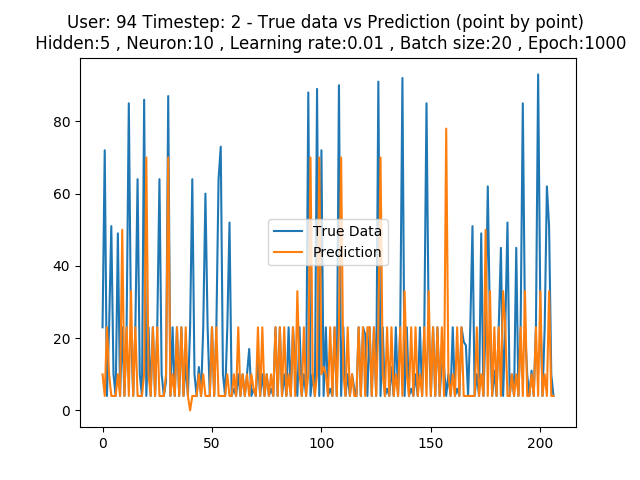 User: 94 Timestep: 2 - True data vs Prediction (point by point)
Hidden:5 , Neuron:10 , Learning rate:0.01 , Batch size:20 , Epoch:1000
80
60
40
20
0
True Data
Prediction
0 50 100 150 200